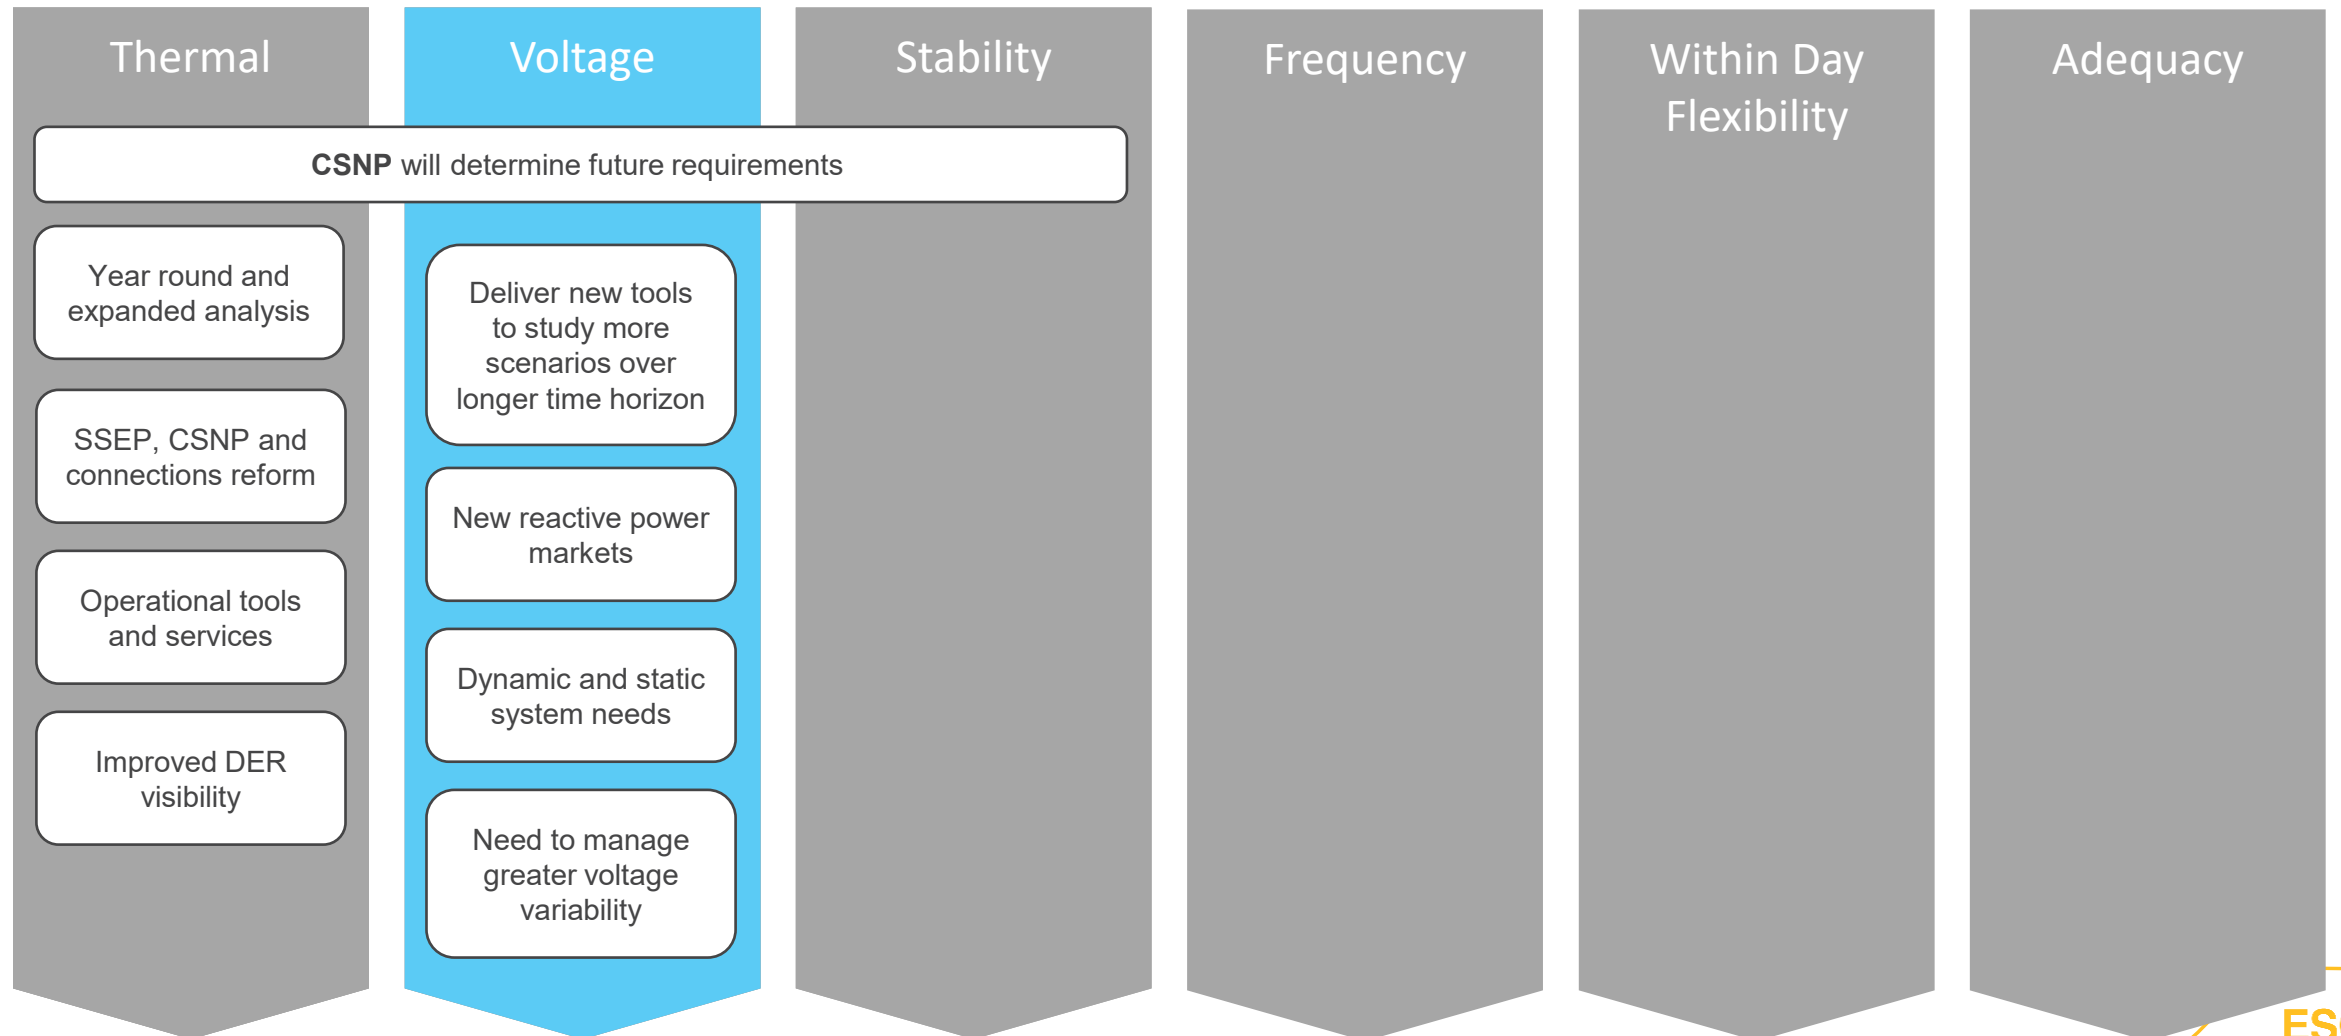 Thermal
Voltage
Stability
Frequency
Within Day
Flexibility
Adequacy
CSNP will determine future requirements
Year round and
expanded analysis
SSEP, CSNP and
connections reform
Operational tools
and services
Improved DER
visibility
Deliver new tools
to study more
scenarios over
longer time horizon
New reactive power
markets
Dynamic and static
system needs
Need to manage
greater voltage
variability